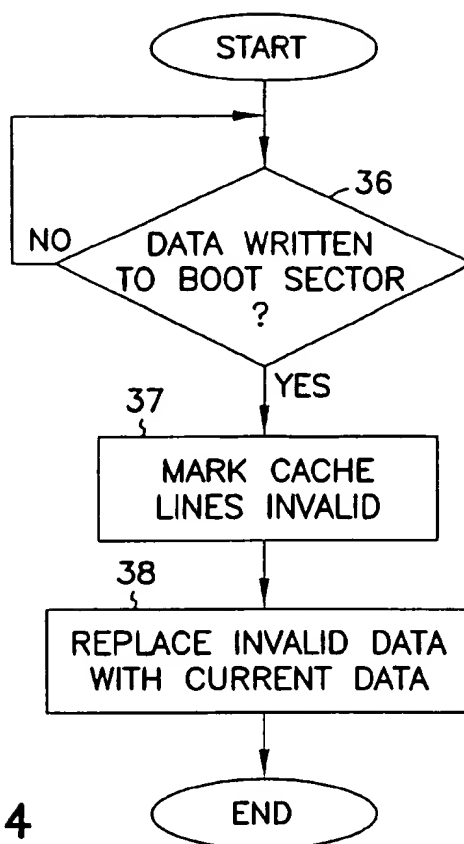 START
36
NO
DATA WRITTEN
TO BOOT SECTOR
?
YES
37
MARK CACHE
LINES INVALID
38
REPLACE INVALID DATA
WITH CURRENT DATA
END
4